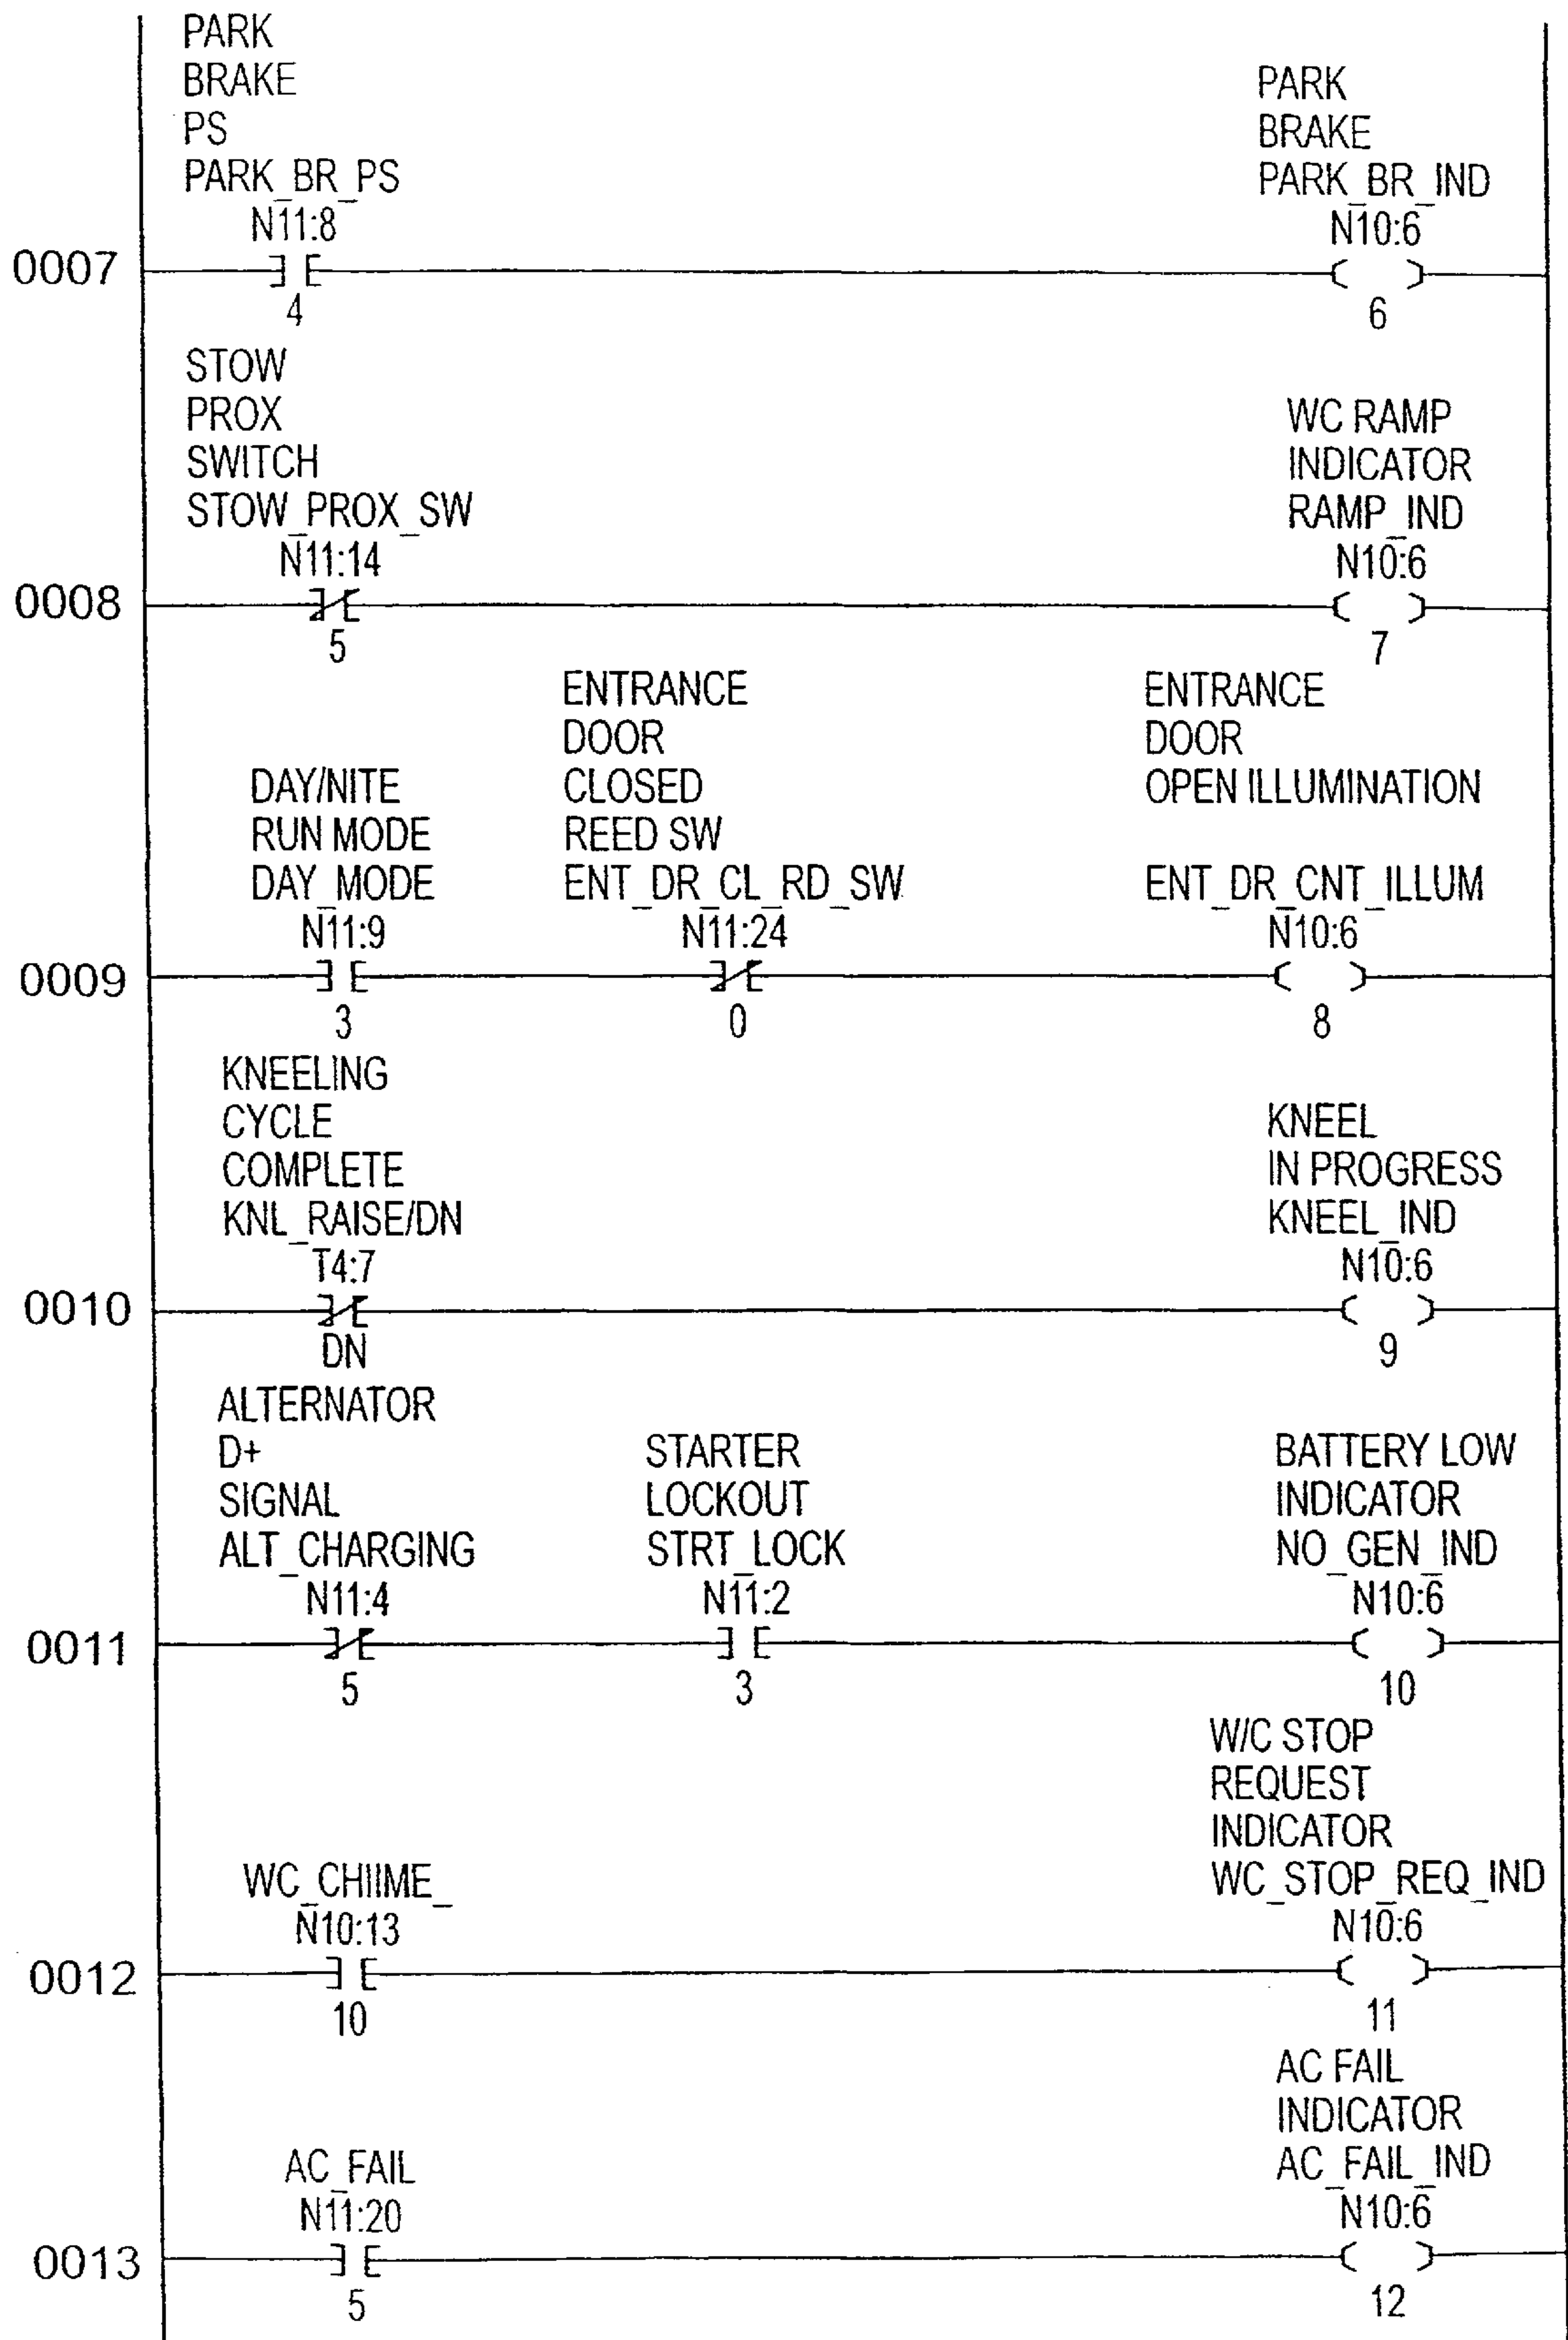 PARK
BRAKE
PS
PARK_BR_PS
N11:8
4
PARK
BRAKE
PARK_BR_IND
N10:6
6
0007
STOW
PROX
SWITCH
STOW_PROX_SW
N11:14
5
WC RAMP
INDICATOR
RAMP_IND
N10:6
7
0008
DAY/NITE
RUN MODE
DAY_MODE
N11:9
3
ENTRANCE
DOOR
CLOSED
REED SW
ENT_DR_CL_RD_SW
N11:24
0
ENTRANCE
DOOR
OPEN ILLUMINATION
ENT_DR_CNT_ILLUM
N10:6
8
0009
KNEELING
CYCLE
COMPLETE
KNL_RAISE/DN
T4:7
DN
KNEEL
IN PROGRESS
KNEEL_IND
N10:6
9
0010
ALTERNATOR
D+
SIGNAL
ALT_CHARGING
N11:4
5
STARTER
LOCKOUT
STRT_LOCK
N11:2
3
BATTERY LOW
INDICATOR
NO_GEN_IND
N10:6
10
0011
WC_CHIIME_
N10:13
10
W/C STOP
REQUEST
INDICATOR
WC_STOP_REQ_IND
N10:6
11
0012
AC_FAIL
N11:20
5
AC FAIL
INDICATOR
AC_FAIL_IND
N10:6
12
0013